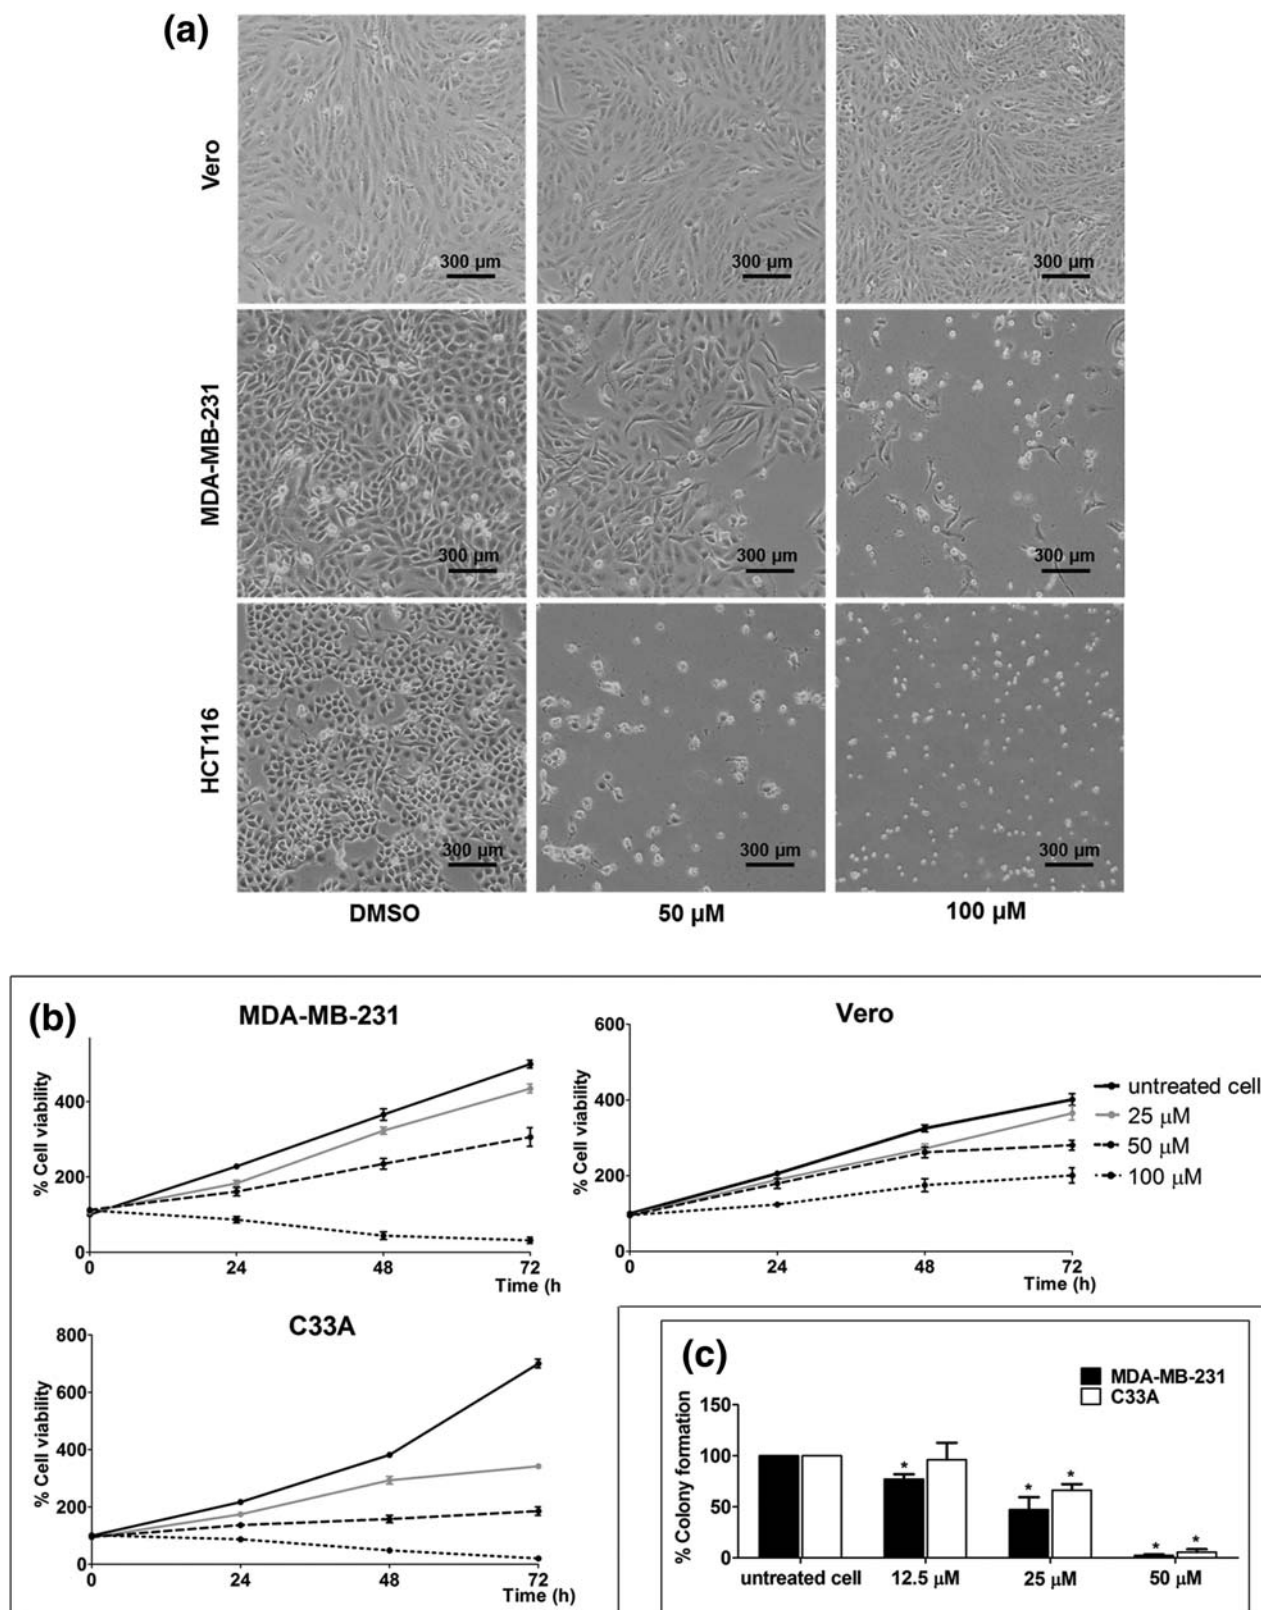 (a)
Vero
300 µm
300 µm
300 µm
MDA-MB-231
300 µm
300 µm
300 µm
HCT116
300 µm
300 µm
300 µm
DMSO
50 µM
100 µM
(b)
MDA-MB-231
% Cell viability
400
200
0
0
24
48
72
Time (h
Vero
% Cell viability
600
400
200
0
0
24
48
72
Time (h)
untreated cell
25 µM
50 µM
100 µM
C33A
% Cell viability
800
600
400
200
0
0
24
48
72
Time (h)
(c)
MDA-MB-231
C33A
% Colony formation
150
100
50
0
*
*
*
*
*
untreated cell
12.5 µM
25 µM
50 µM